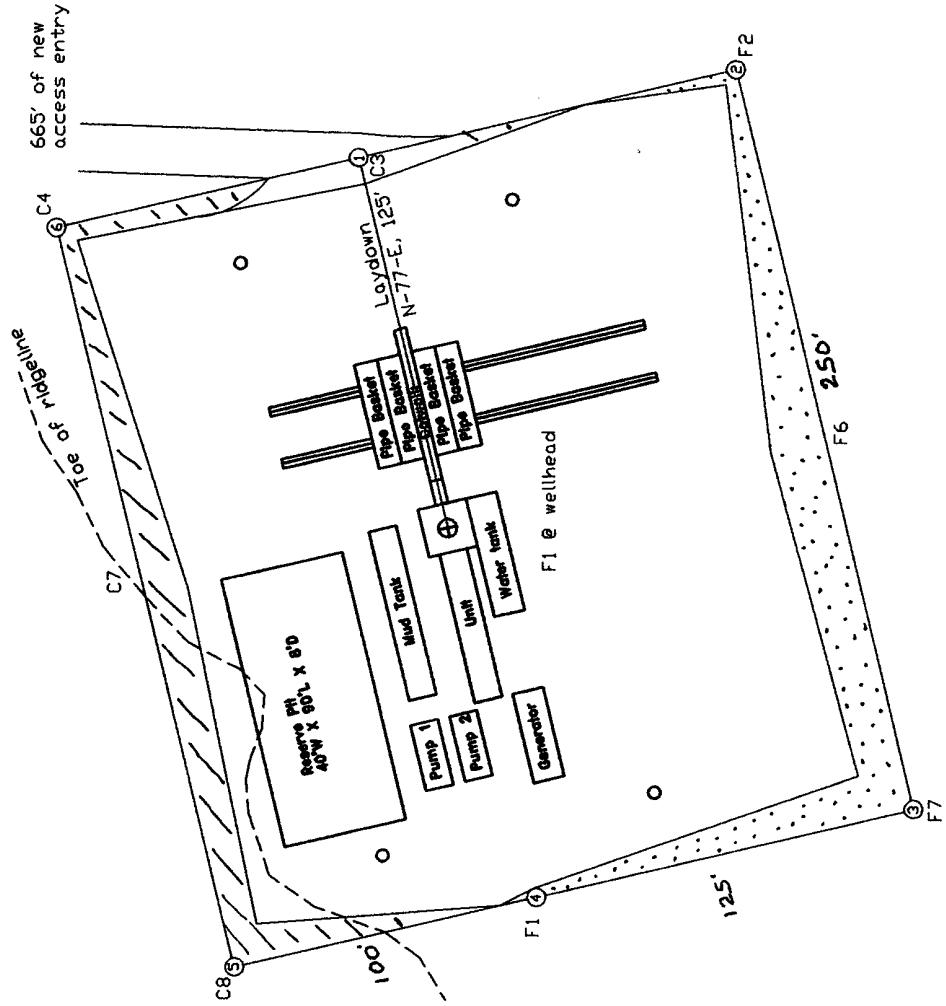 665' of new
access entry
C4
6
Toe of ridgeline
C7
C8
5
100'
1
C3
Laydown
N-77-E, 125'
Pipe Basket
Pipe Basket
Catwalk
Pipe Basket
Pipe Basket
Reserve Pit
40'W X 90'L X 6'D
Mud Tank
Pump 1
Pump 2
Unit
Water tank
Generator
F1 @ wellhead
F1
4
125'
3
F7
F6
250'
2
F2